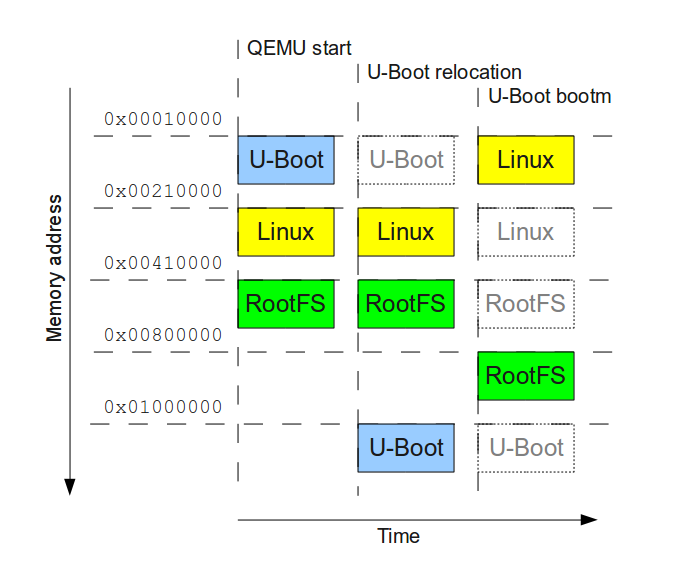 QEMU start
U-Boot relocation
U-Boot bootm
0x00010000
U-Boot U-Boot Linux
0x00210000
Linux Linux Linux
0x00410000
RootFS RootFS RootFS
0x00800000
RootFS
0x01000000
U-Boot U-Boot
Memory address
Time